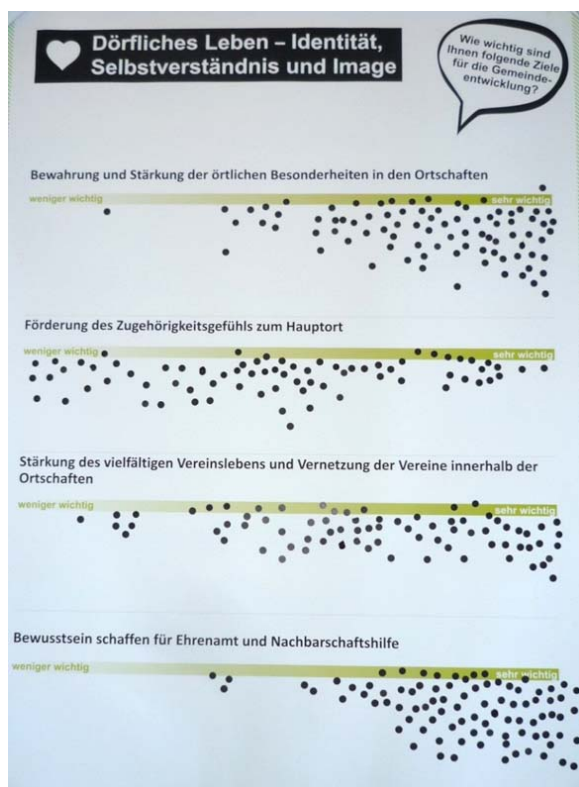 Dörfliches Leben – Identität,
Selbstverständnis und Image
Wie wichtig sind
Ihnen folgende Ziele
für die Gemeinde-
entwicklung?
Bewahrung und Stärkung der örtlichen Besonderheiten in den Ortschaften
weniger wichtig
sehr wichtig
Förderung des Zugehörigkeitsgefühls zum Hauptort
weniger wichtig
sehr wichtig
Stärkung des vielfältigen Vereinslebens und Vernetzung der Vereine innerhalb der
Ortschaften
weniger wichtig
sehr wichtig
Bewusstsein schaffen für Ehrenamt und Nachbarschaftshilfe
weniger wichtig
sehr wichtig